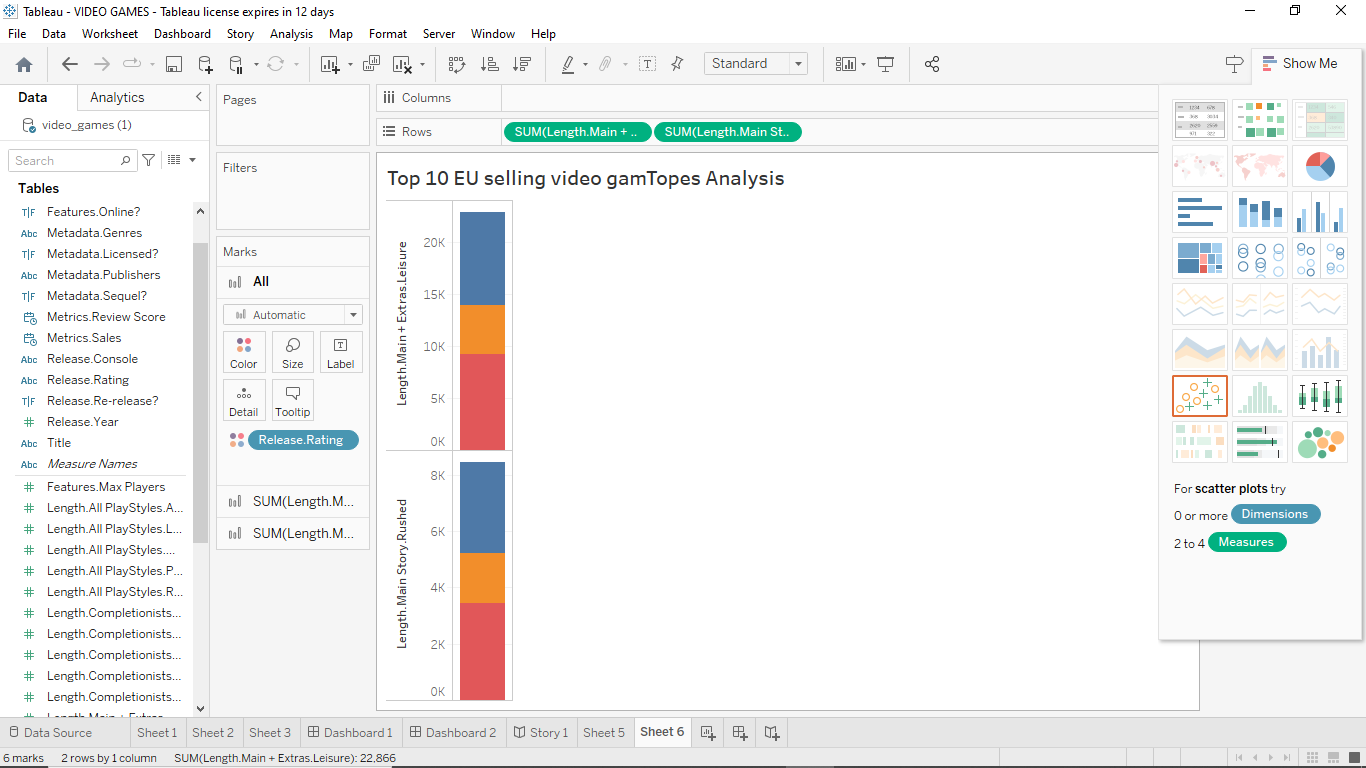 Tableau - VIDEO GAMES - Tableau license expires in 12 days
File Data Worksheet Dashboard Story Analysis Map Format Server Window Help
Standard
Show Me
Data Analytics
video_games (1)
Search
Tables
T|F Features.Online?
Abc Metadata.Genres
T|F Metadata.Licensed?
Abc Metadata.Publishers
T|F Metadata.Sequel?
Metrics.Review Score
Metrics.Sales
Abc Release.Console
Abc Release.Rating
T|F Release.Re-release?
# Release.Year
Abc Title
Abc Measure Names
# Features.Max Players
# Length.All PlayStyles.A...
# Length.All PlayStyles.L...
# Length.All PlayStyles....
# Length.All PlayStyles.P...
# Length.All PlayStyles.R...
# Length.Completionists...
# Length.Completionists...
# Length.Completionists...
# Length.Completionists...
# Length.Completionists...
Pages
Filters
Marks
All
Automatic
Color Size Label
Detail Tooltip
Release.Rating
SUM(Length.M...
SUM(Length.M...
Columns
Rows SUM(Length.Main + .. SUM(Length.Main St..
Top 10 EU selling video gamTopes Analysis
Length.Main + Extras.Leisure
20K
15K
10K
5K
0K
Length.Main Story.Rushed
8K
6K
4K
2K
0K
For scatter plots try
0 or more Dimensions
2 to 4 Measures
Data Source Sheet 1 Sheet 2 Sheet 3 Dashboard 1 Dashboard 2 Story 1 Sheet 5 Sheet 6
6 marks 2 rows by 1 column SUM(Length.Main + Extras.Leisure): 22,866